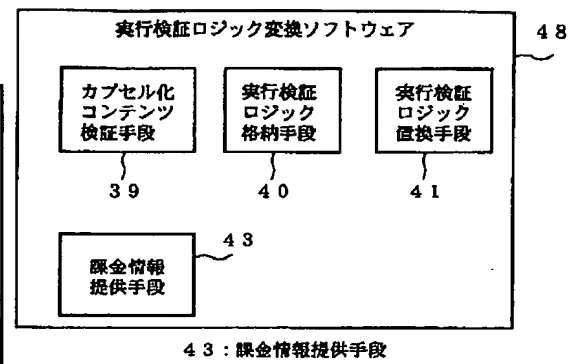 実行検証ロジック変換ソフトウェア
48
カプセル化
コンテンツ
検証手段
39
実行検証
ロジック
格納手段
40
実行検証
ロジック
置換手段
41
課金情報
提供手段
43
43：課金情報提供手段